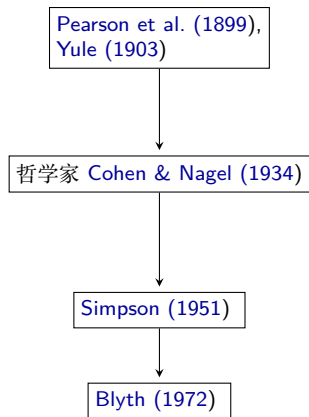 Pearson et al. (1899),
Yule (1903)
哲学家 Cohen & Nagel (1934)
Simpson (1951)
Blyth (1972)